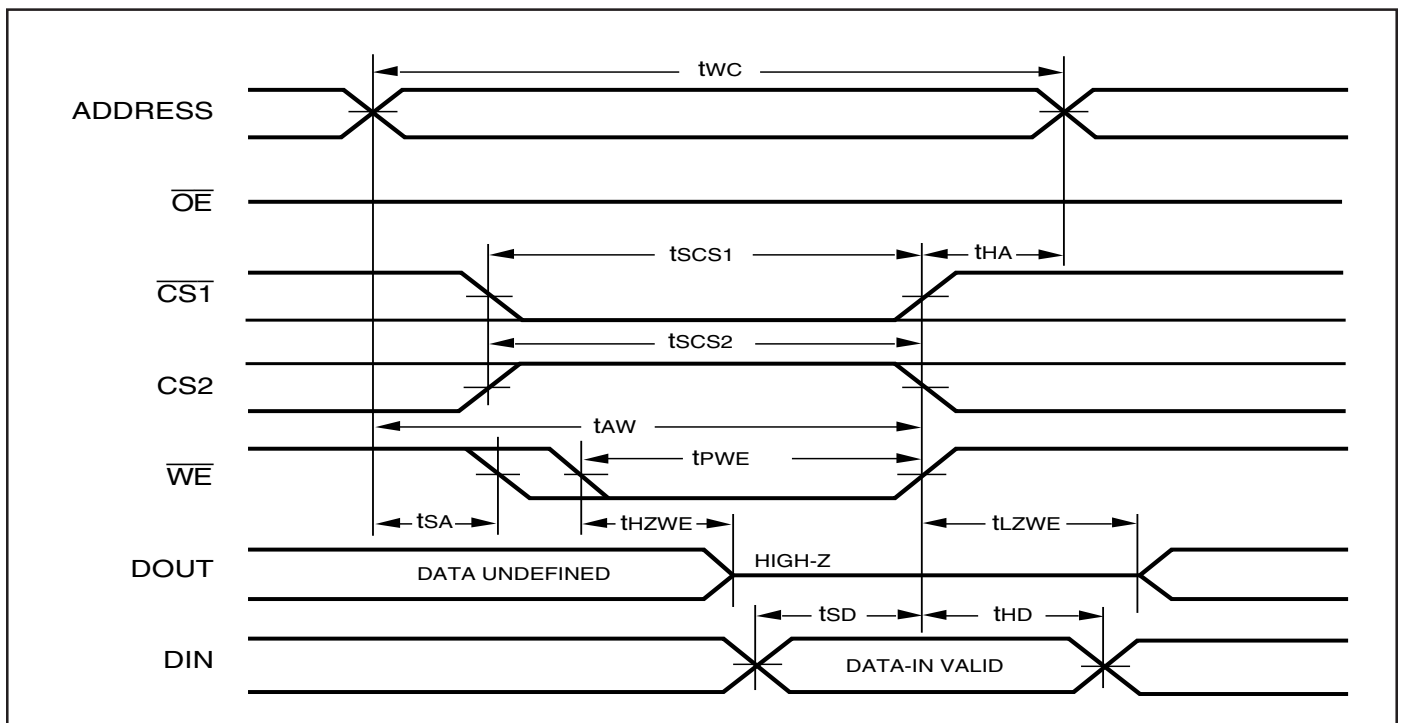 tWC
ADDRESS
OE
tSCS1
tHA
CS1
tSCS2
CS2
tAW
WE
tPWE
tSA
tHZWE
tLZWE
DOUT
DATA UNDEFINED
HIGH-Z
tSD
tHD
DIN
DATA-IN VALID